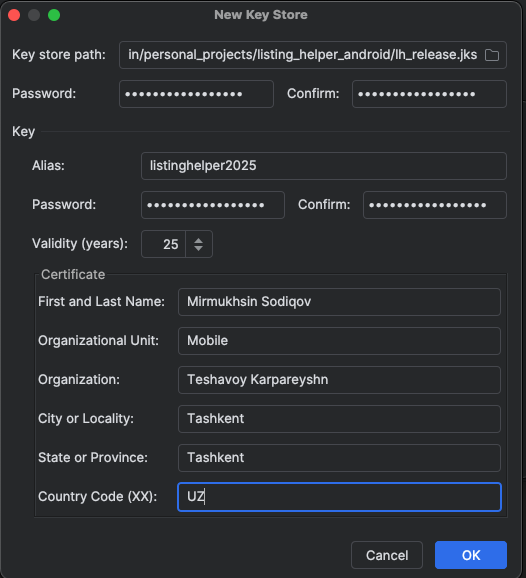 New Key Store
Key store path: in/personal_projects/listing_helper_android/lh_release.jks
Password: ••••••••••••••••• Confirm: •••••••••••••••••
Key
Alias: listinghelper2025
Password: ••••••••••••••••• Confirm: •••••••••••••••••
Validity (years): 25
Certificate
First and Last Name: Mirmukhsin Sodiqov
Organizational Unit: Mobile
Organization: Teshavoy Karpareyshn
City or Locality: Tashkent
State or Province: Tashkent
Country Code (XX): UZ
Cancel OK